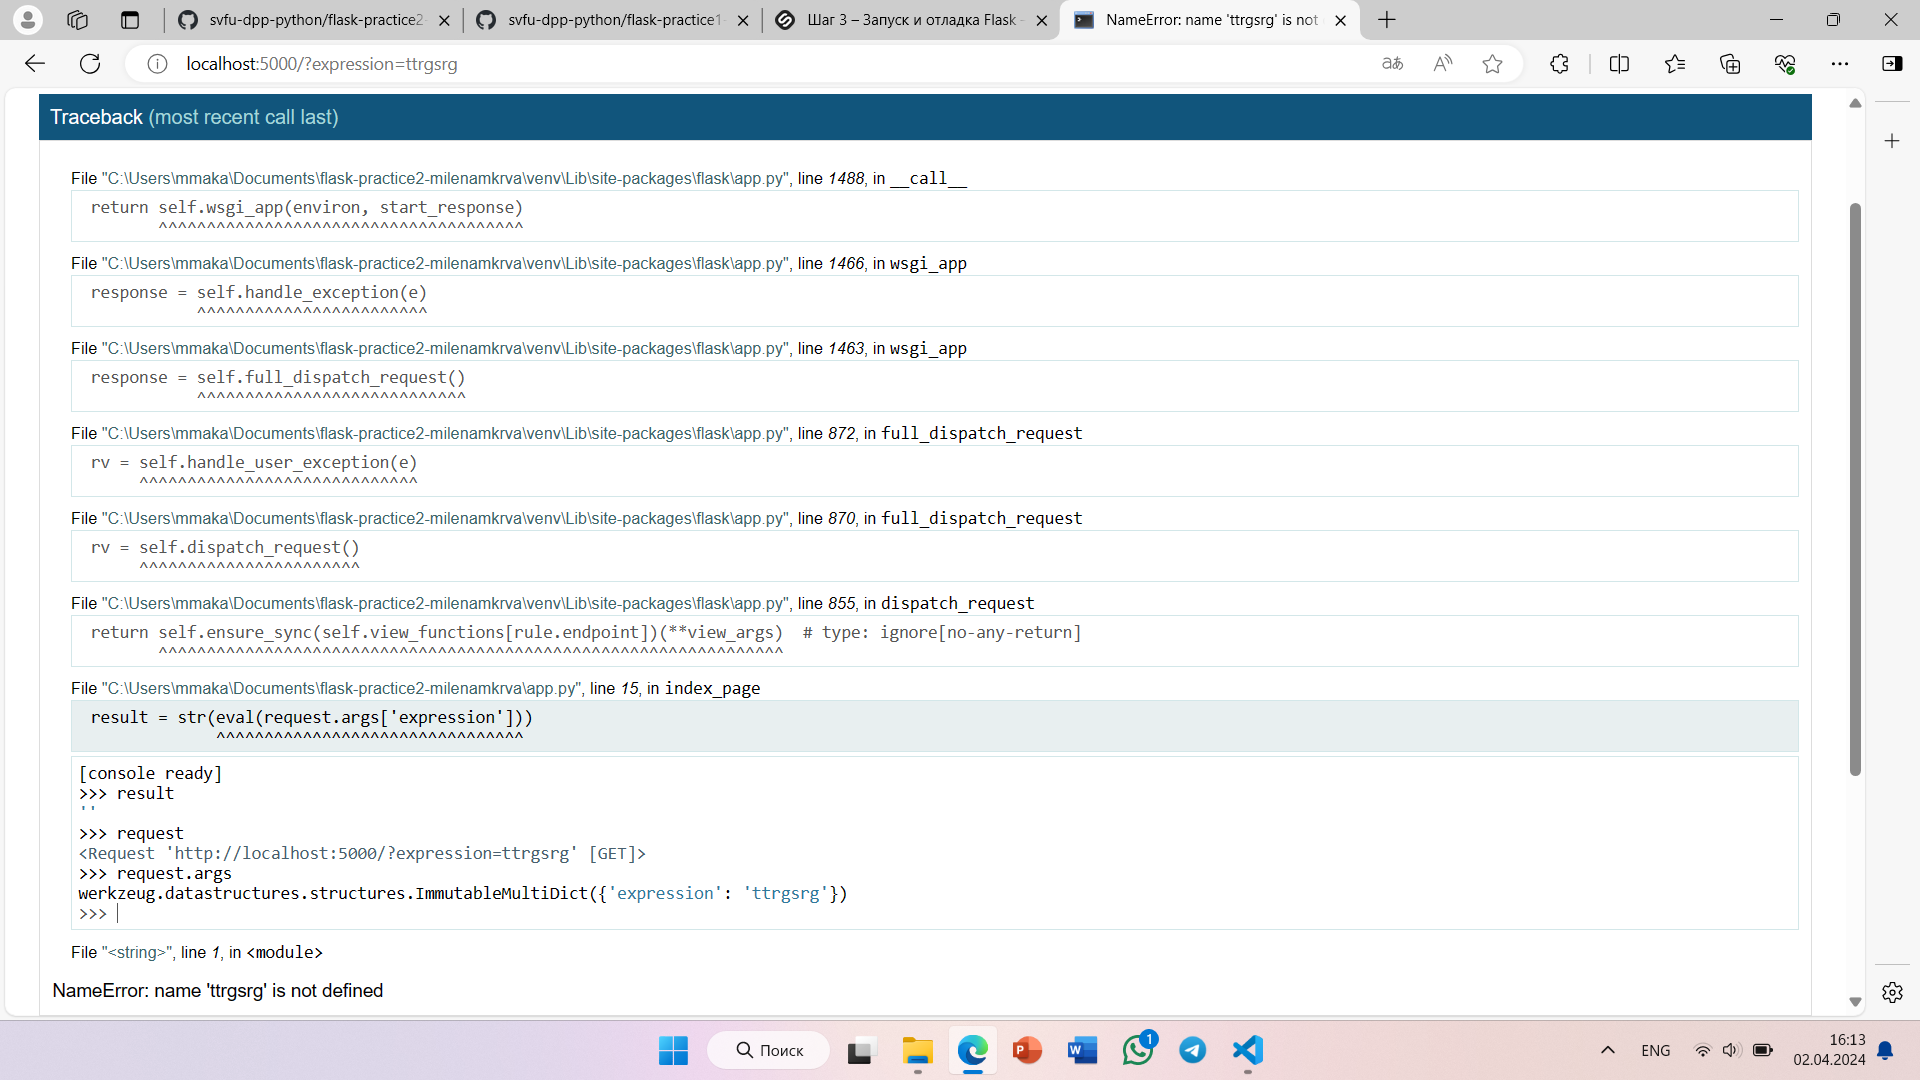 svfu-dpp-python/flask-practice2-
svfu-dpp-python/flask-practice1-
Шаг 3 – Запуск и отладка Flask -
NameError: name 'ttrgsrg' is not
localhost:5000/?expression=ttrgsrg
Traceback (most recent call last)
File "C:\Users\mmaka\Documents\flask-practice2-milenamkrva\venv\Lib\site-packages\flask\app.py", line 1488, in __call__
return self.wsgi_app(environ, start_response)
^^^^^^^^^^^^^^^^^^^^^^^^^^^^^^^^^^^^^^
File "C:\Users\mmaka\Documents\flask-practice2-milenamkrva\venv\Lib\site-packages\flask\app.py", line 1466, in wsgi_app
response = self.handle_exception(e)
^^^^^^^^^^^^^^^^^^^^^^^^
File "C:\Users\mmaka\Documents\flask-practice2-milenamkrva\venv\Lib\site-packages\flask\app.py", line 1463, in wsgi_app
response = self.full_dispatch_request()
^^^^^^^^^^^^^^^^^^^^^^^^^^^^
File "C:\Users\mmaka\Documents\flask-practice2-milenamkrva\venv\Lib\site-packages\flask\app.py", line 872, in full_dispatch_request
rv = self.handle_user_exception(e)
^^^^^^^^^^^^^^^^^^^^^^^^^^^^^
File "C:\Users\mmaka\Documents\flask-practice2-milenamkrva\venv\Lib\site-packages\flask\app.py", line 870, in full_dispatch_request
rv = self.dispatch_request()
^^^^^^^^^^^^^^^^^^^^^^^
File "C:\Users\mmaka\Documents\flask-practice2-milenamkrva\venv\Lib\site-packages\flask\app.py", line 855, in dispatch_request
return self.ensure_sync(self.view_functions[rule.endpoint])(**view_args)  # type: ignore[no-any-return]
^^^^^^^^^^^^^^^^^^^^^^^^^^^^^^^^^^^^^^^^^^^^^^^^^^^^^^^^^^^^^^^^^
File "C:\Users\mmaka\Documents\flask-practice2-milenamkrva\app.py", line 15, in index_page
result = str(eval(request.args['expression']))
^^^^^^^^^^^^^^^^^^^^^^^^^^^^^^^^
[console ready]
>>> result
''
>>> request
<Request 'http://localhost:5000/?expression=ttrgsrg' [GET]>
>>> request.args
werkzeug.datastructures.structures.ImmutableMultiDict({'expression': 'ttrgsrg'})
>>>
File "<string>", line 1, in <module>
NameError: name 'ttrgsrg' is not defined
Поиск
1
ENG
16:13
02.04.2024